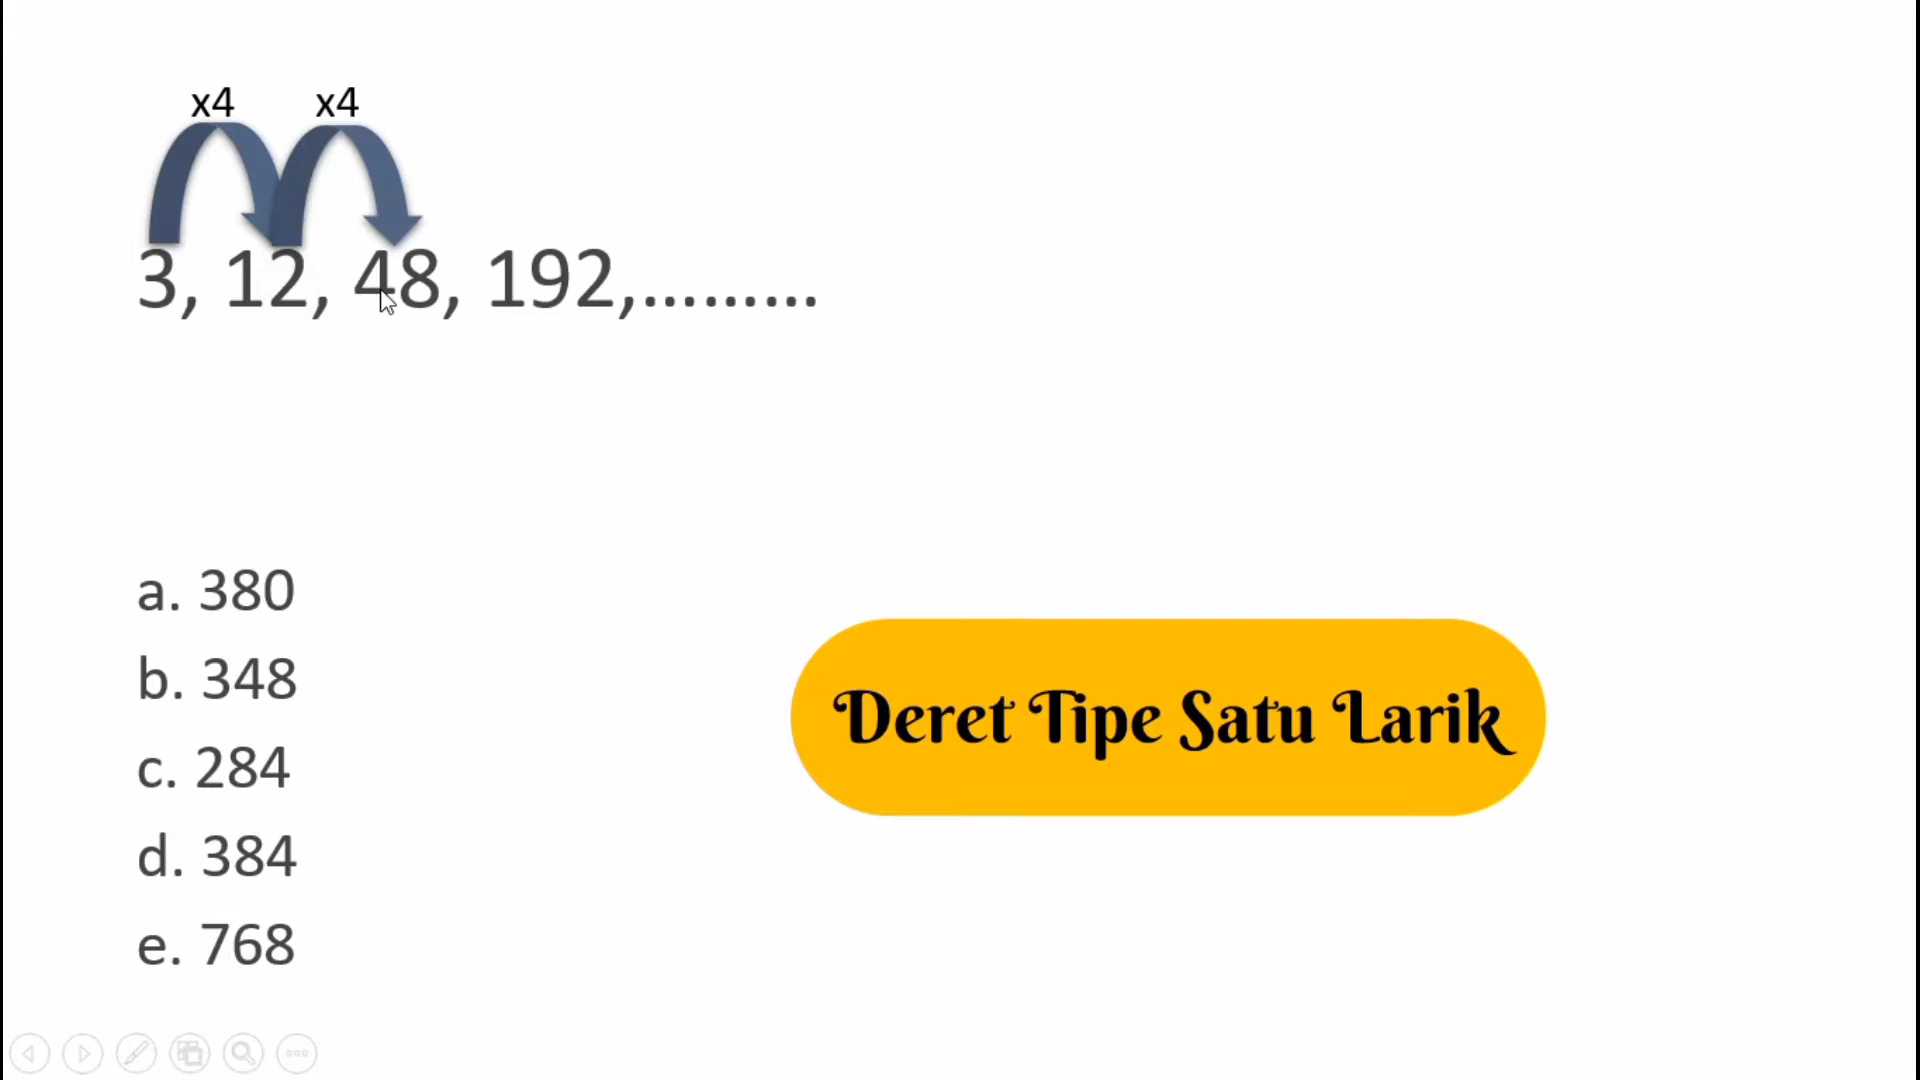 x4 x4
3, 12, 48, 192,.........
a. 380
b. 348
c. 284
d. 384
e. 768
Deret Tipe Satu Larik